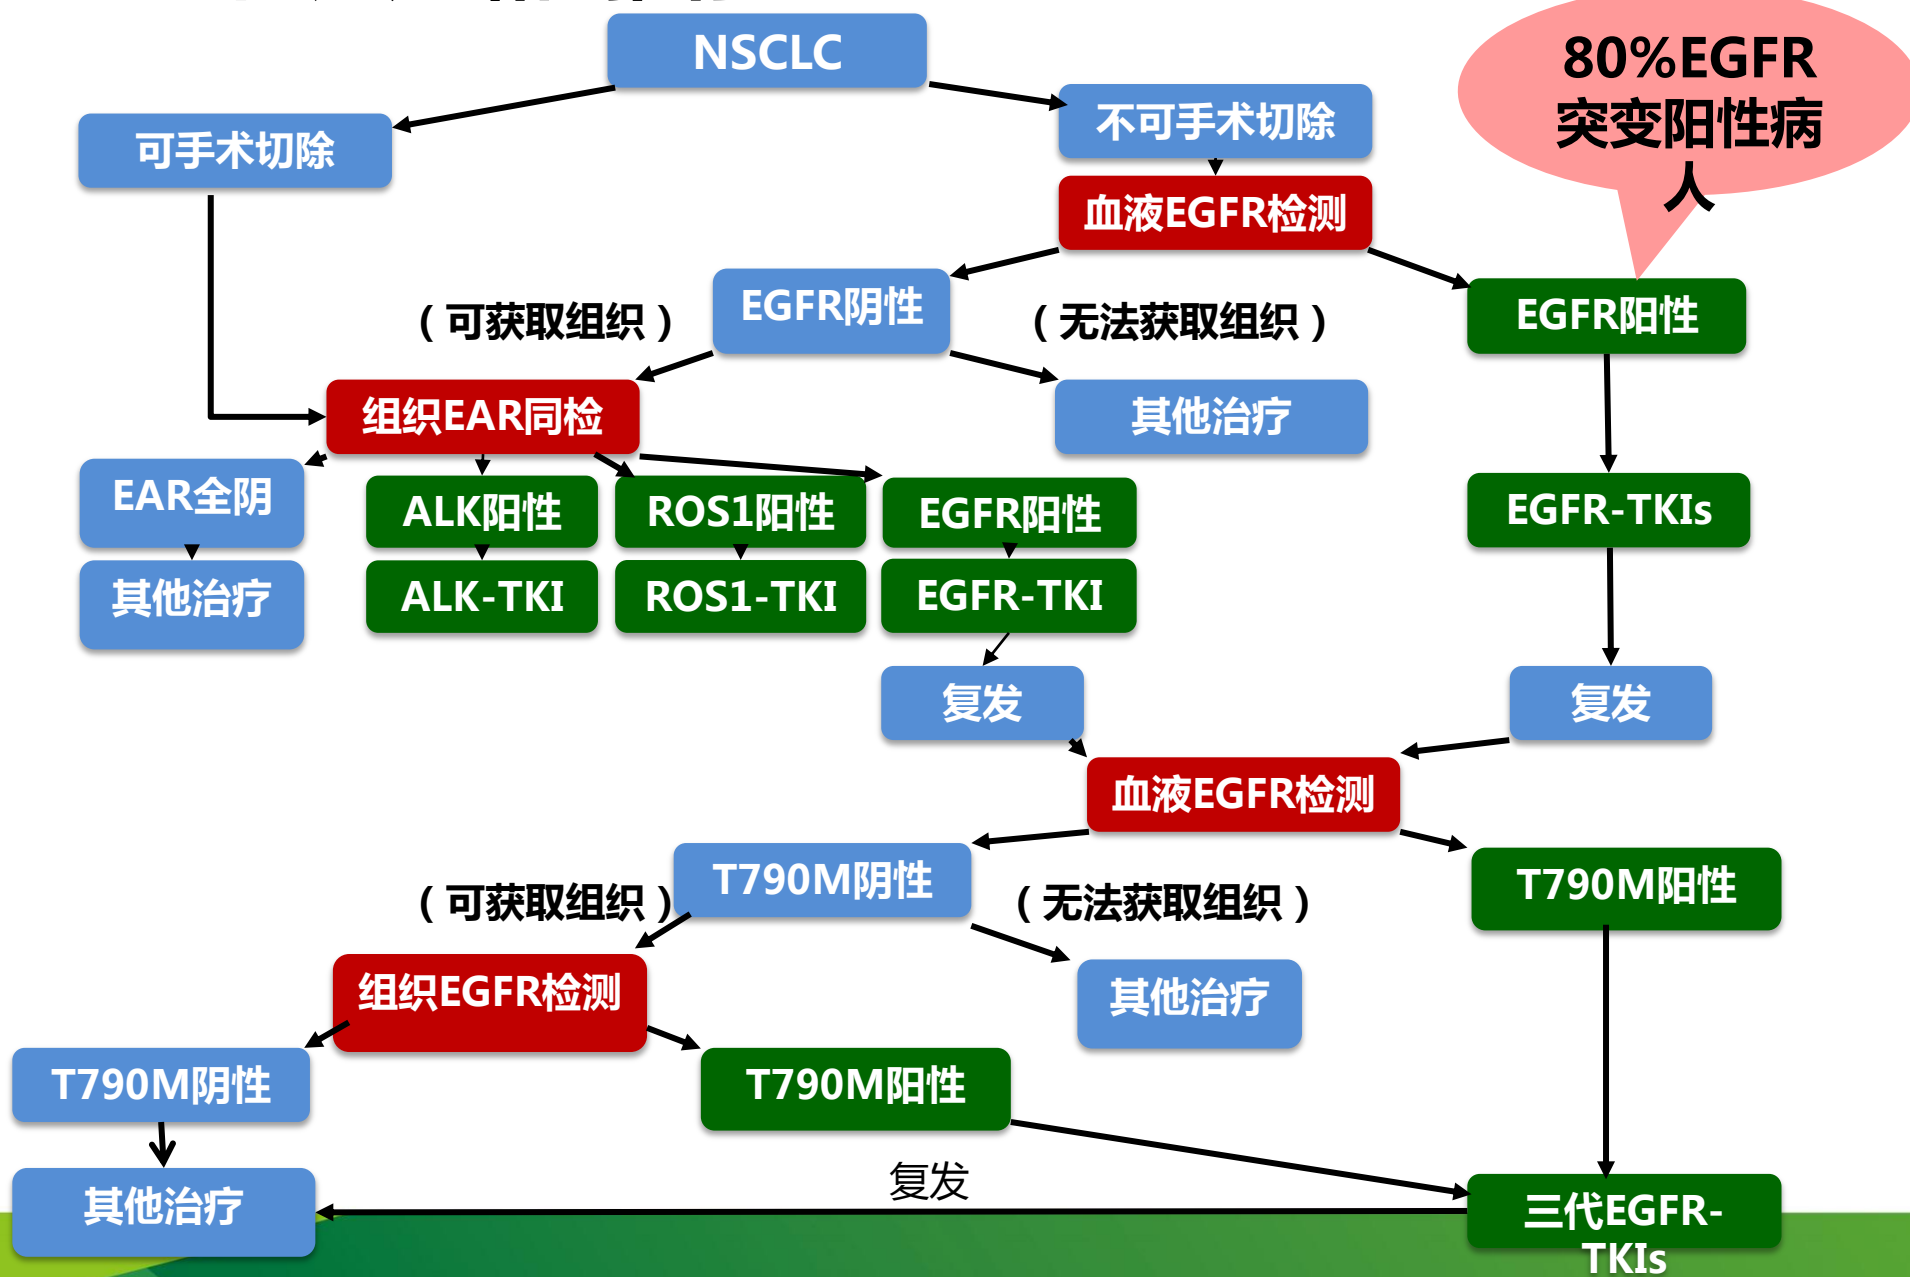 NSCLC
80%EGFR
突变阳性病
人
可手术切除
不可手术切除
血液EGFR检测
（可获取组织）
EGFR阴性
（无法获取组织）
EGFR阳性
组织EAR同检
其他治疗
EAR全阴
ALK阳性
ROS1阳性
EGFR阳性
EGFR-TKIs
其他治疗
ALK-TKI
ROS1-TKI
EGFR-TKI
复发
复发
血液EGFR检测
（可获取组织）
T790M阴性
（无法获取组织）
T790M阳性
组织EGFR检测
其他治疗
T790M阴性
T790M阳性
复发
其他治疗
三代EGFR-
TKIs